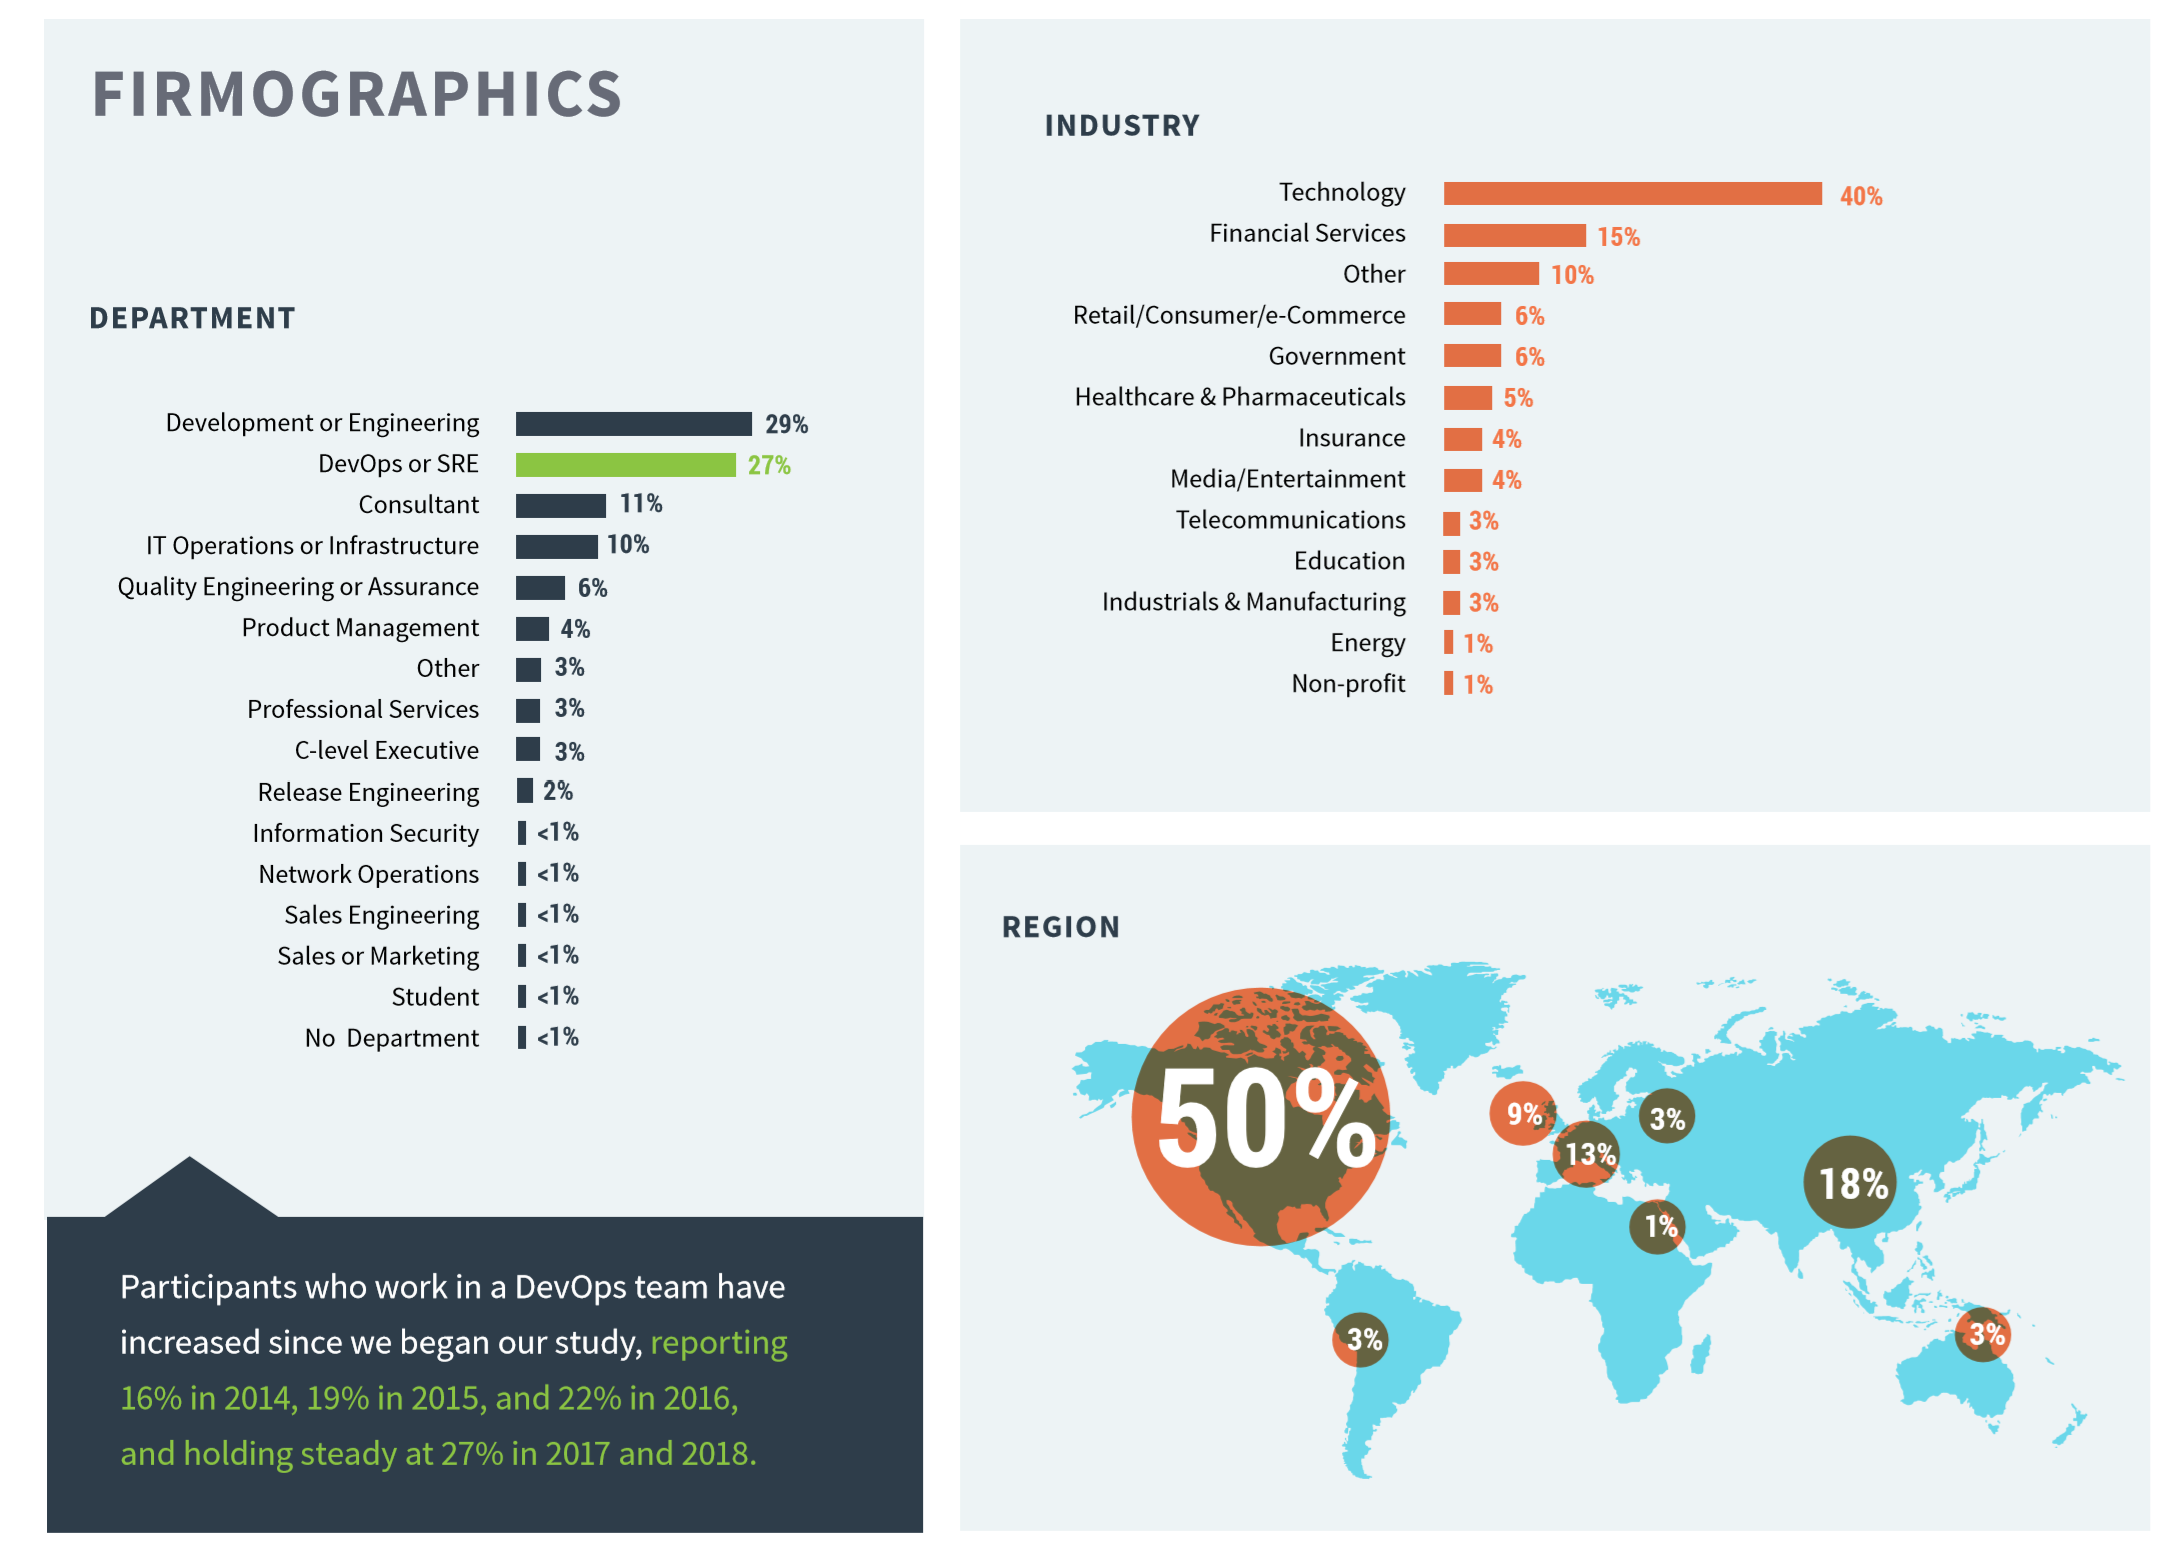 FIRMOGRAPHICS
DEPARTMENT
Development or Engineering 29%
DevOps or SRE 27%
Consultant 11%
IT Operations or Infrastructure 10%
Quality Engineering or Assurance 6%
Product Management 4%
Other 3%
Professional Services 3%
C-level Executive 3%
Release Engineering 2%
Information Security <1%
Network Operations <1%
Sales Engineering <1%
Sales or Marketing <1%
Student <1%
No Department <1%
Participants who work in a DevOps team have
increased since we began our study, reporting
16% in 2014, 19% in 2015, and 22% in 2016,
and holding steady at 27% in 2017 and 2018.
INDUSTRY
Technology 40%
Financial Services 15%
Other 10%
Retail/Consumer/e-Commerce 6%
Government 6%
Healthcare & Pharmaceuticals 5%
Insurance 4%
Media/Entertainment 4%
Telecommunications 3%
Education 3%
Industrials & Manufacturing 3%
Energy 1%
Non-profit 1%
REGION
50%
9%
3%
13%
18%
1%
3%
3%